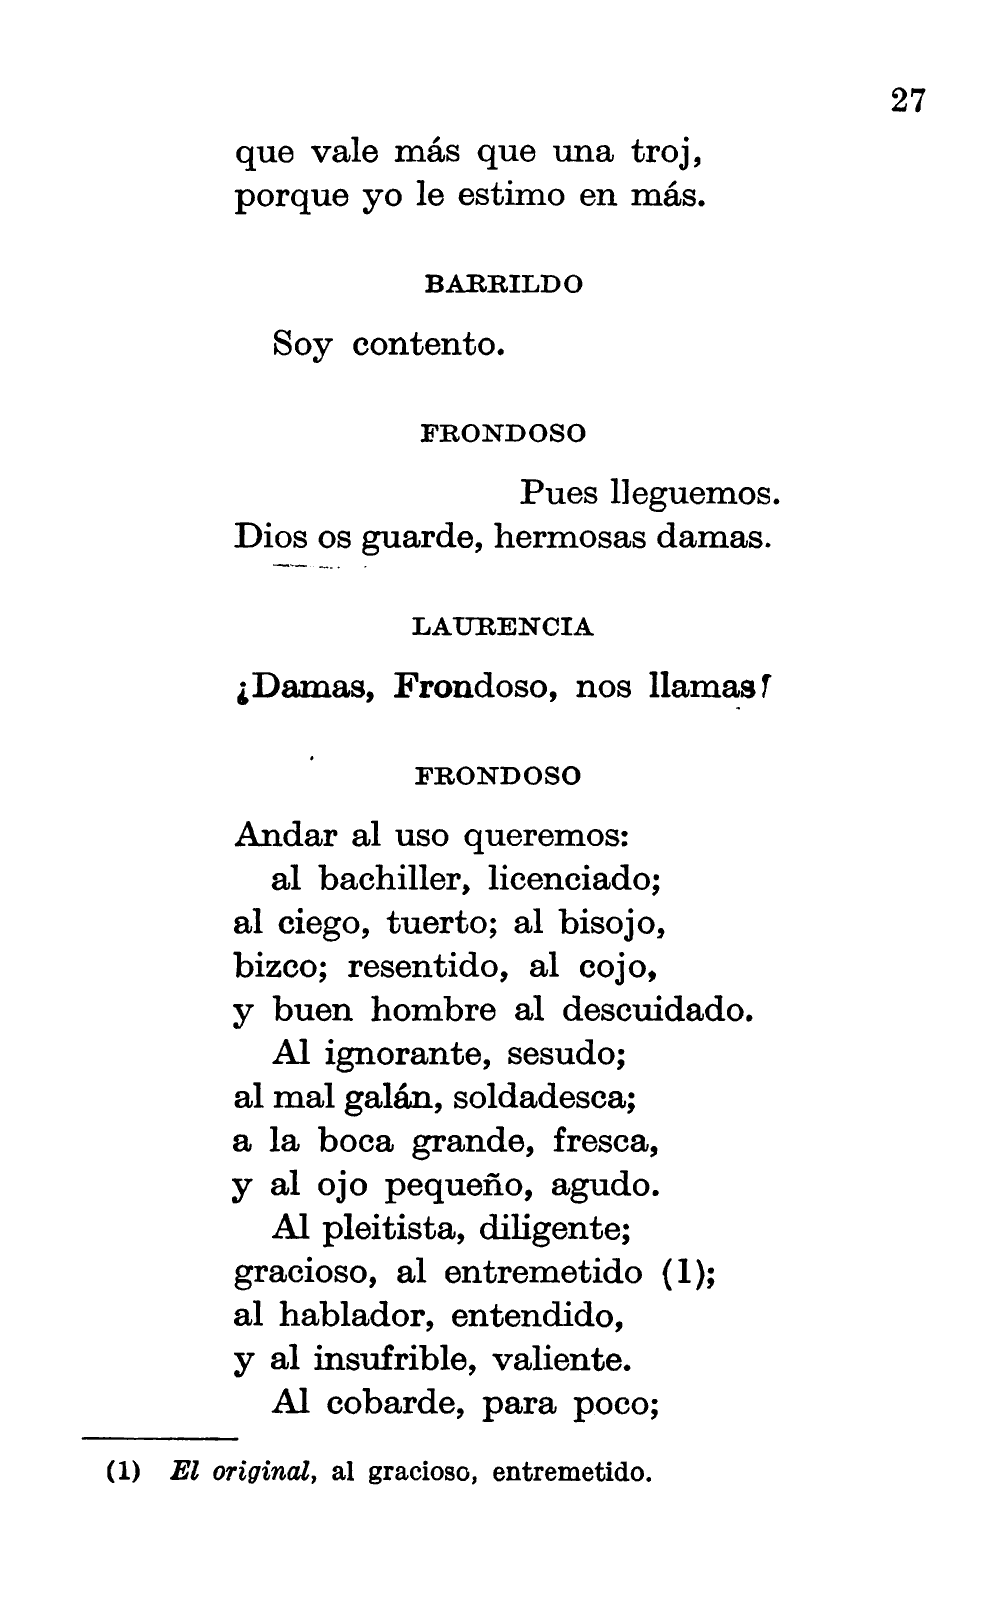 27
que vale más que una troj,
porque yo le estimo en más.
BARRILDO
Soy contento.
FRONDOSO
Pues lleguemos.
Dios os guarde, hermosas damas.
LAURENCIA
¿Damas, Frondoso, nos llamas?
FRONDOSO
Andar al uso queremos:
al bachiller, licenciado;
al ciego, tuerto; al bisojo,
bizco; resentido, al cojo,
y buen hombre al descuidado.
Al ignorante, sesudo;
al mal galán, soldadesca;
a la boca grande, fresca,
y al ojo pequeño, agudo.
Al pleitista, diligente;
gracioso, al entremetido (1);
al hablador, entendido,
y al insufrible, valiente.
Al cobarde, para poco;
(1) El original, al gracioso, entremetido.